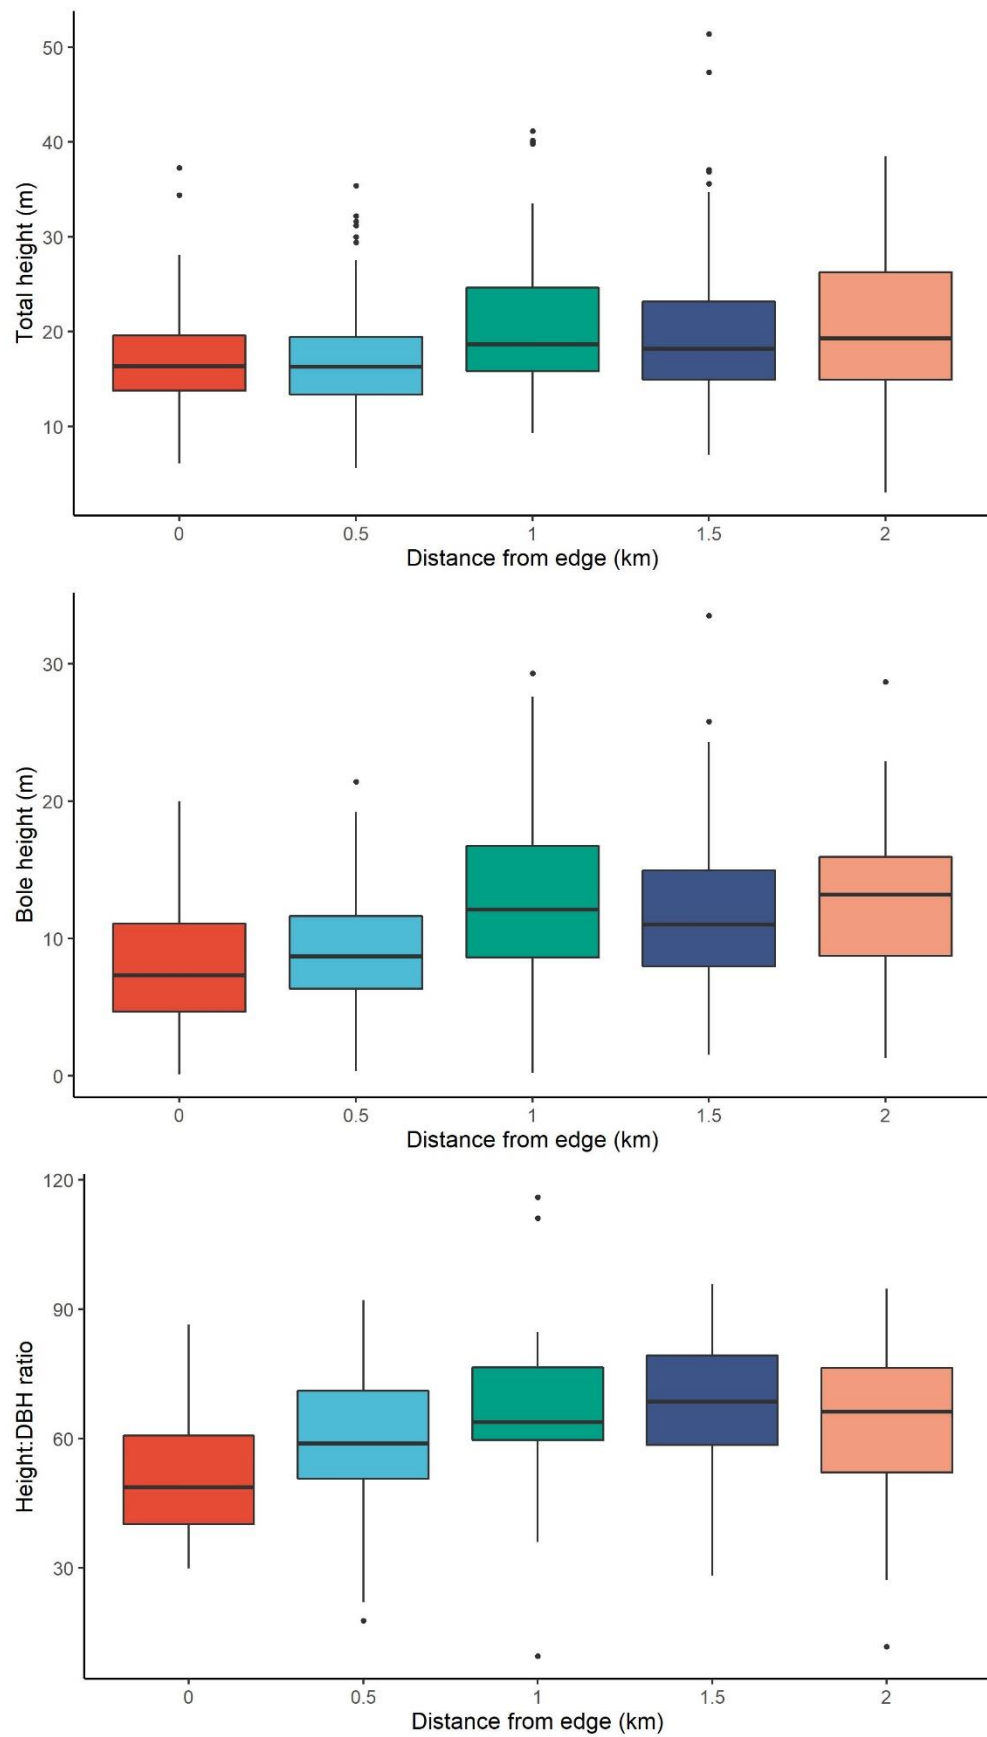 Total height (m)
50
40
30
20
10
0 0.5 1 1.5 2
Distance from edge (km)
Bole height (m)
30
20
10
0
0 0.5 1 1.5 2
Distance from edge (km)
Height:DBH ratio
120
90
60
30
0 0.5 1 1.5 2
Distance from edge (km)